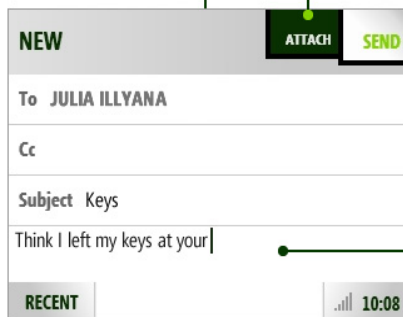 NEW ATTACH SEND
To JULIA ILLYANA
Cc
Subject Keys
Think I left my keys at your
RECENT 10:08